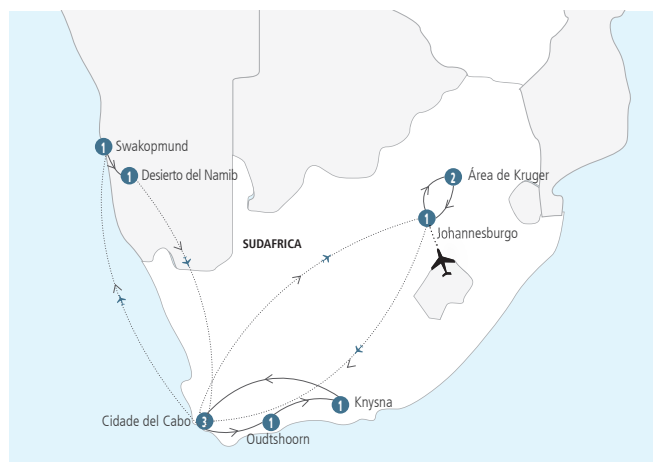 1 Swakopmund
1 Desierto del Namib
2 Área de Kruger
1
Johannesburgo
SUDAFRICA
1 Knysna
Cidade del Cabo 3
1
Oudtshoorn